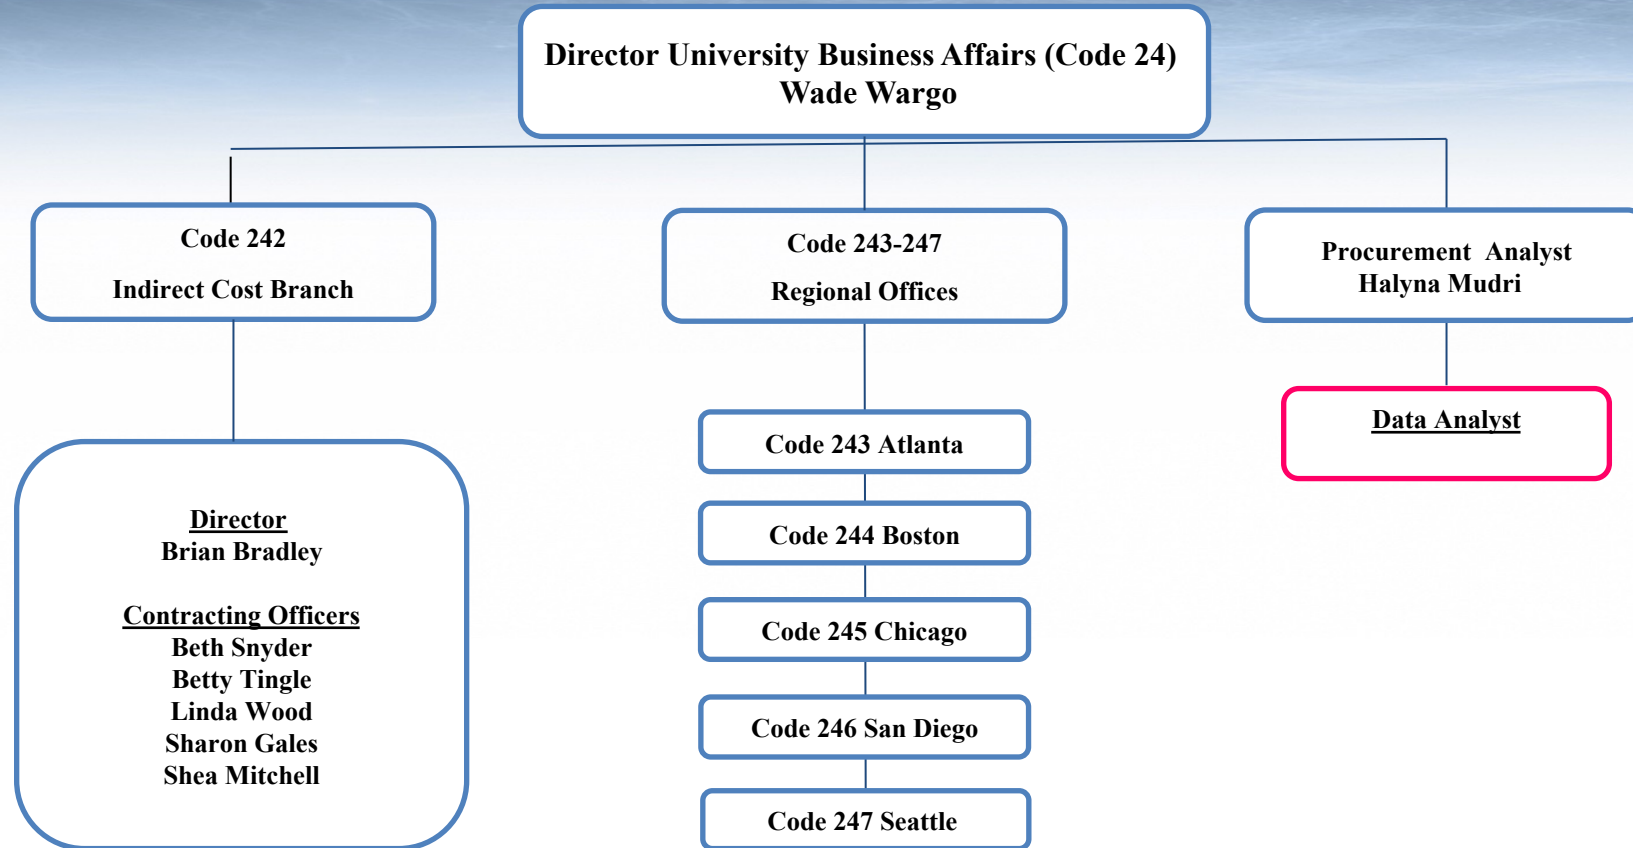 Director University Business Affairs (Code 24)
Wade Wargo
Code 242
Indirect Cost Branch
Code 243-247
Regional Offices
Procurement Analyst
Halyna Mudri
Director
Brian Bradley
Contracting Officers
Beth Snyder
Betty Tingle
Linda Wood
Sharon Gales
Shea Mitchell
Code 243 Atlanta
Code 244 Boston
Code 245 Chicago
Code 246 San Diego
Code 247 Seattle
Data Analyst